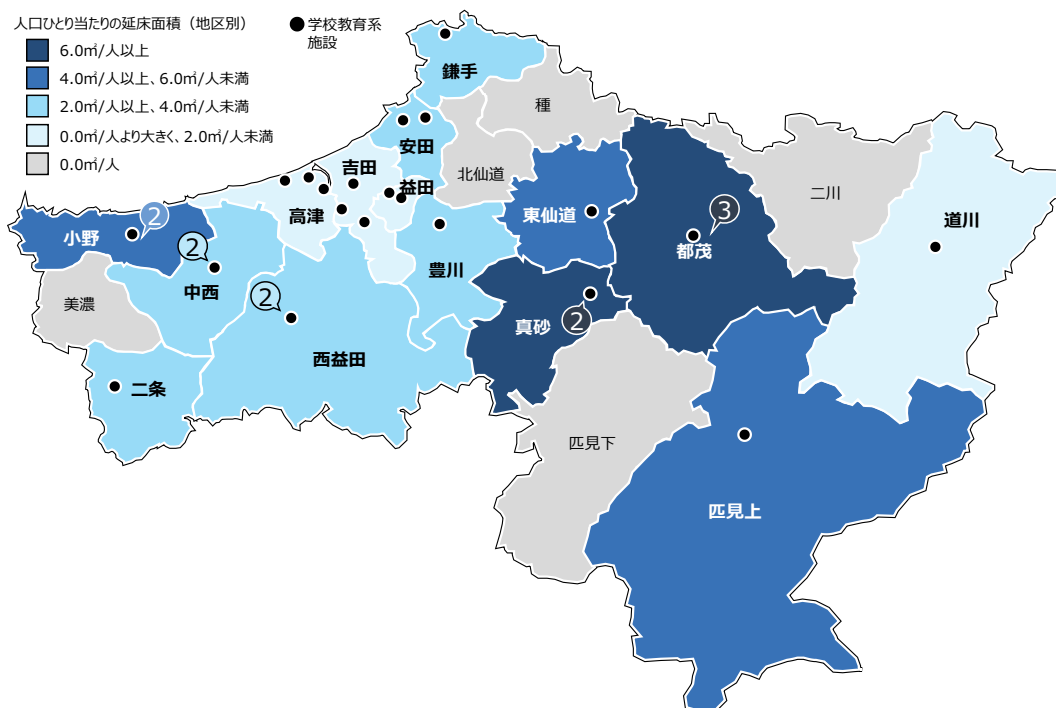 人口ひとり当たりの延床面積（地区別）
6.0㎡/人以上
4.0㎡/人以上、6.0㎡/人未満
2.0㎡/人以上、4.0㎡/人未満
0.0㎡/人より大きく、2.0㎡/人未満
0.0㎡/人
学校教育系
施設
鎌手
種
安田
吉田
北仙道
益田
二川
高津
東仙道
3
道川
小野
2
2
都茂
豊川
中西
美濃
2
真砂
2
西益田
二条
匹見下
匹見上